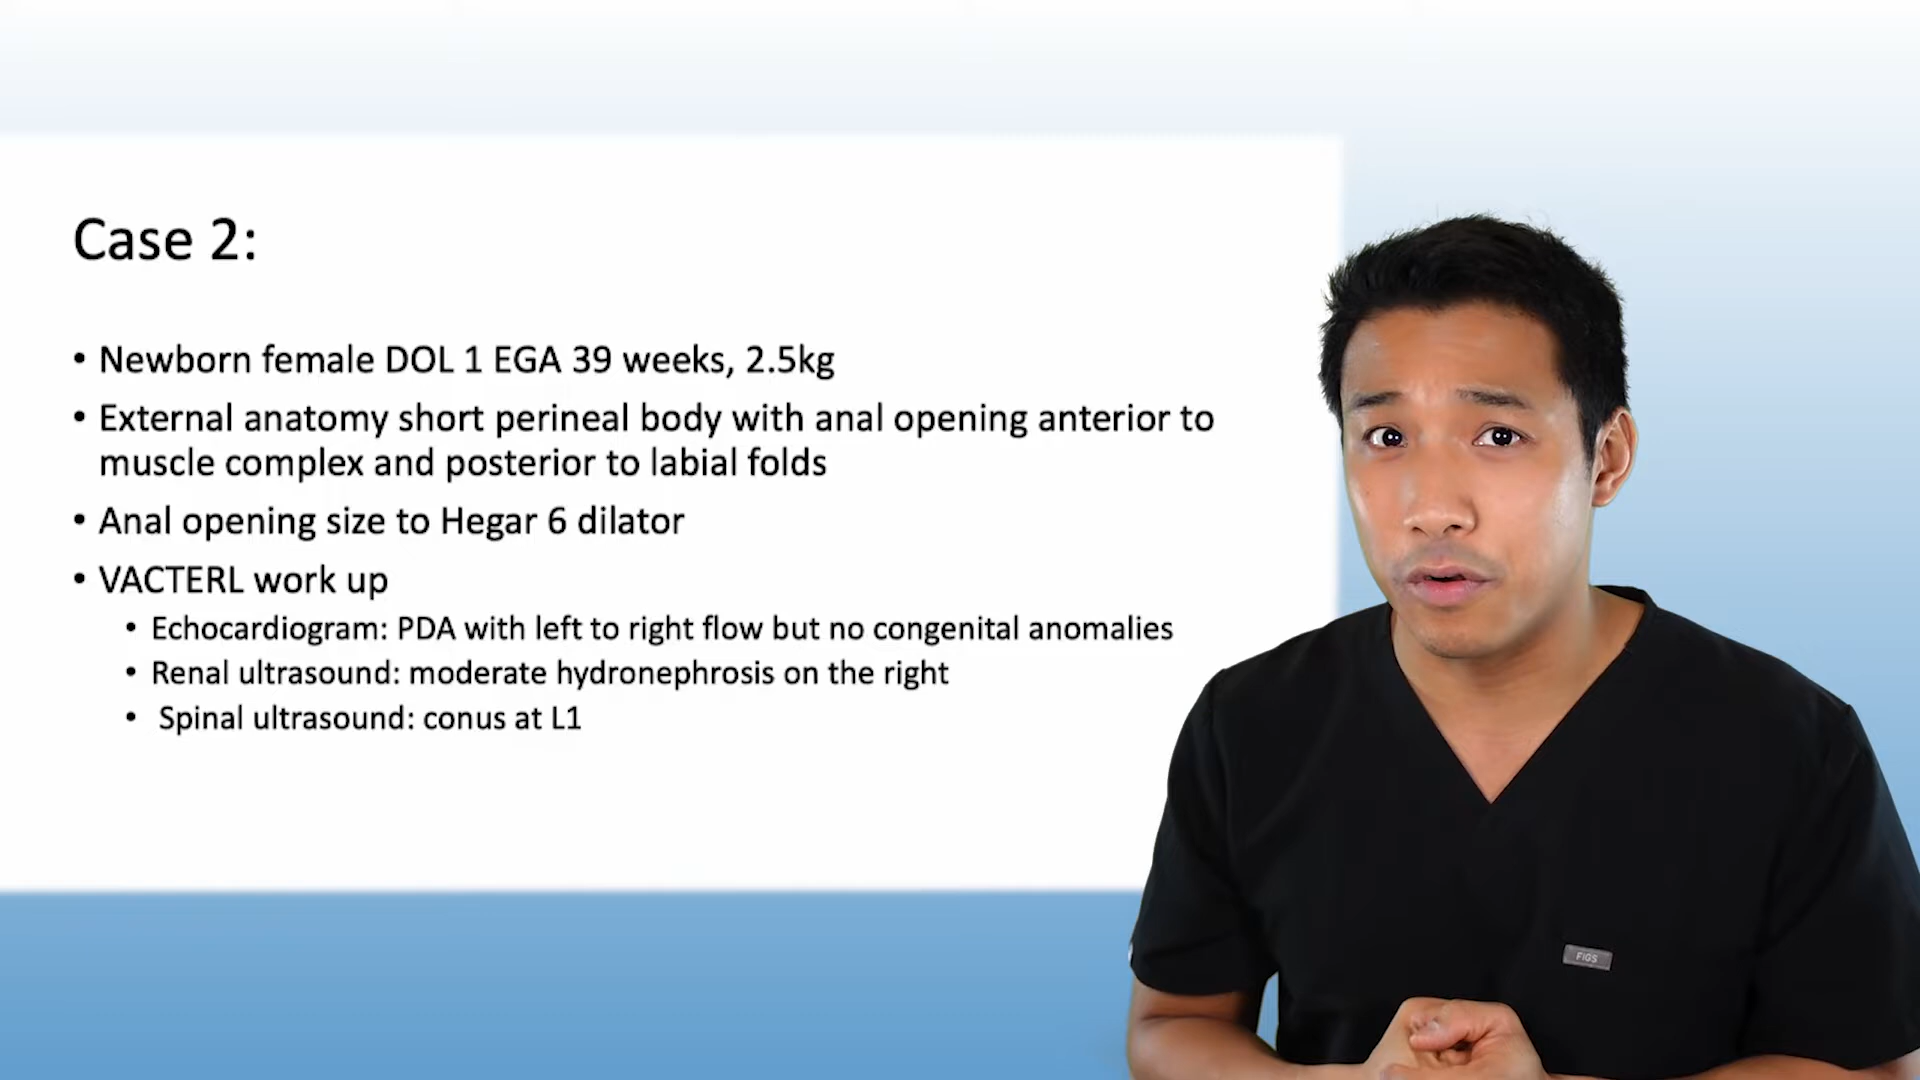 Case 2:
• Newborn female DOL 1 EGA 39 weeks, 2.5kg
• External anatomy short perineal body with anal opening anterior to
muscle complex and posterior to labial folds
• Anal opening size to Hegar 6 dilator
• VACTERL work up
• Echocardiogram: PDA with left to right flow but no congenital anomalies
• Renal ultrasound: moderate hydronephrosis on the right
• Spinal ultrasound: conus at L1
FIGS